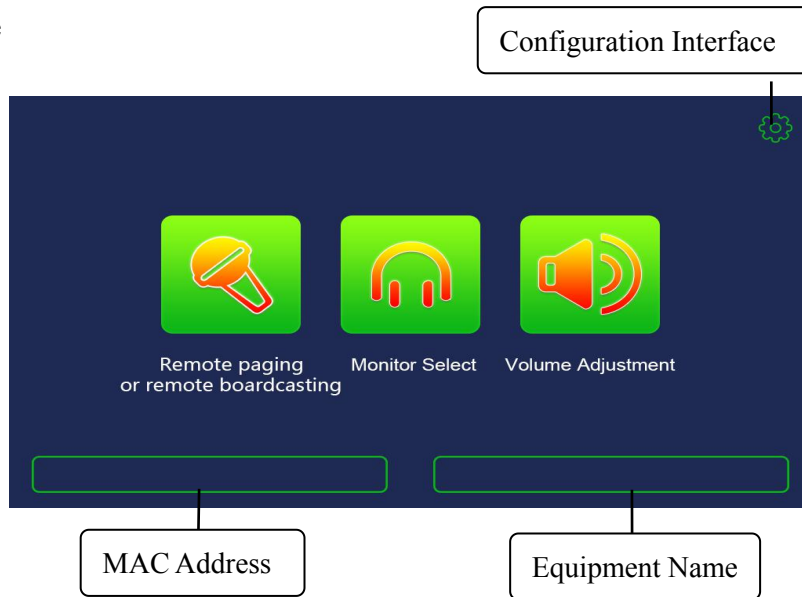 Configuration Interface
Remote paging
or remote boardcasting
Monitor Select
Volume Adjustment
MAC Address
Equipment Name